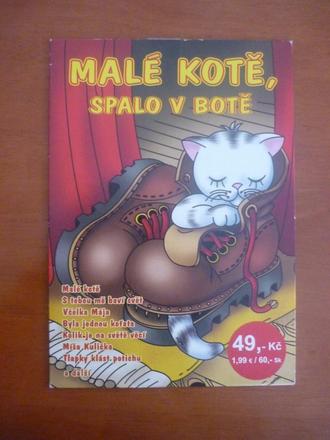 MALÉ KOTĚ,
SPALO V BOTĚ
Malé kotě
S tebou mě baví svět
Včelka Mája
Byla jednou koťata
Kolik je na světě věcí
Míša Kulička
Tlapky klást potichu
a další
49,- Kč
1,99 € / 60,- Sk